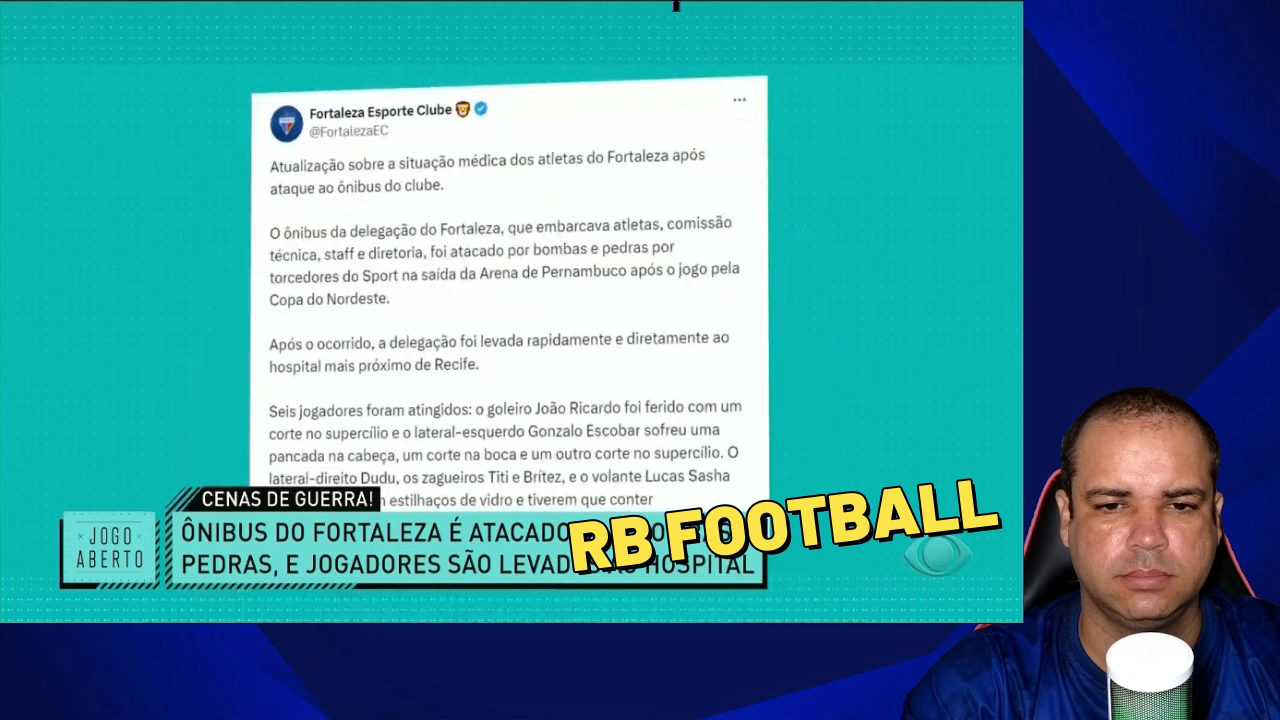 Fortaleza Esporte Clube
@FortalezaEC
Atualização sobre a situação médica dos atletas do Fortaleza após
ataque ao ônibus do clube.
O ônibus da delegação do Fortaleza, que embarcava atletas, comissão
técnica, staff e diretoria, foi atacado por bombas e pedras por
torcedores do Sport na saída da Arena de Pernambuco após o jogo pela
Copa do Nordeste.
Após o ocorrido, a delegação foi levada rapidamente e diretamente ao
hospital mais próximo de Recife.
Seis jogadores foram atingidos: o goleiro João Ricardo foi ferido com um
corte no supercílio e o lateral-esquerdo Gonzalo Escobar sofreu uma
pancada na cabeça, um corte na boca e um outro corte no supercílio. O
lateral-direito Dudu, os zagueiros Titi e Brítez, e o volante Lucas Sasha
estilhaços de vidro e tiverem que conter
CENAS DE GUERRA!
JOGO
ABERTO
ÔNIBUS DO FORTALEZA É ATACADO
PEDRAS, E JOGADORES SÃO HOSPITAL
RB FOOTBALL